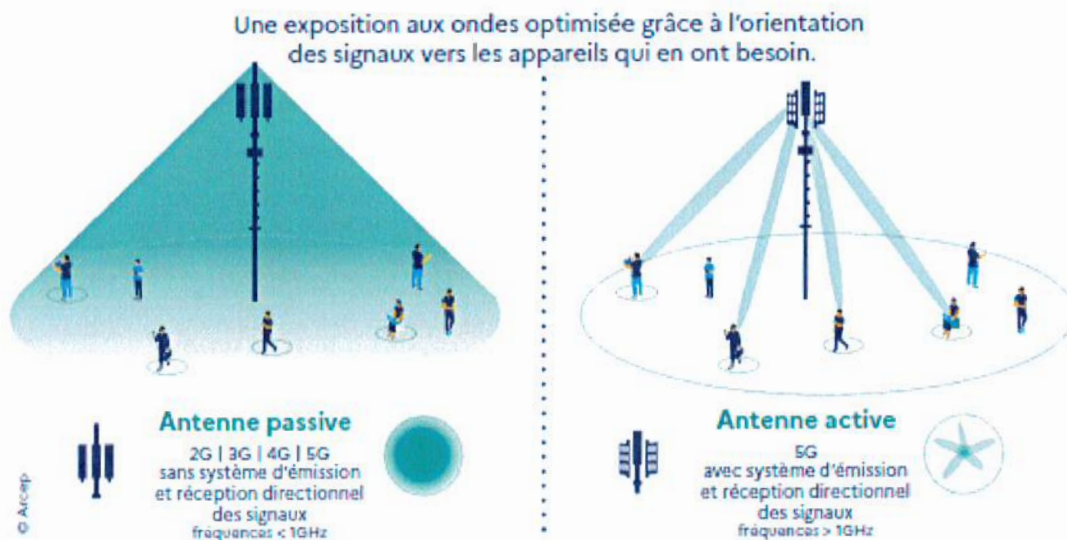 Une exposition aux ondes optimisée grâce à l'orientation
des signaux vers les appareils qui en ont besoin.
Antenne passive
2G | 3G | 4G | 5G
sans système d'émission
et réception directionnel
des signaux
fréquences < 1GHz
Antenne active
5G
avec système d'émission
et réception directionnel
des signaux
fréquences > 1GHz
© Arcep